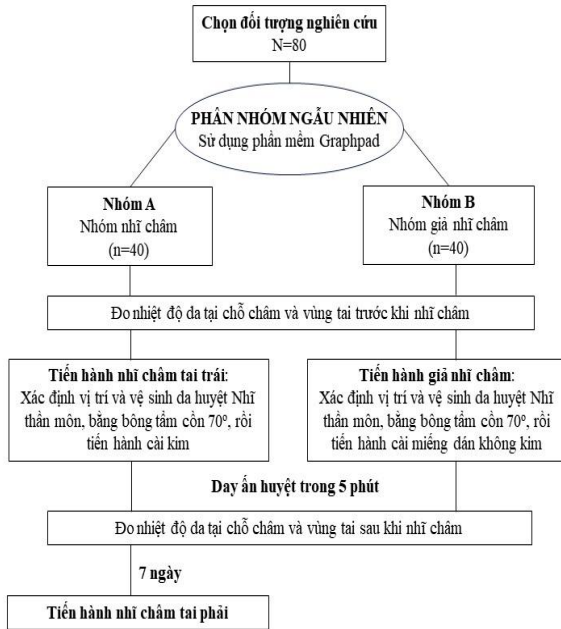 Chọn đối tượng nghiên cứu
N=80
PHÂN NHÓM NGẪU NHIÊN
Sử dụng phần mềm Graphpad
Nhóm A
Nhóm nhĩ châm
(n=40)
Nhóm B
Nhóm giả nhĩ châm
(n=40)
Đo nhiệt độ da tại chỗ châm và vùng tai trước khi nhĩ châm
Tiến hành nhĩ châm tai trái:
Xác định vị trí và vệ sinh da huyệt Nhĩ
thần môn, bằng bông tẩm cồn 70⁰, rồi
tiến hành cài kim
Tiến hành giả nhĩ châm:
Xác định vị trí và vệ sinh da huyệt Nhĩ
thần môn, bằng bông tẩm cồn 70⁰, rồi
tiến hành cài miếng dán không kim
Day ấn huyệt trong 5 phút
Đo nhiệt độ da tại chỗ châm và vùng tai sau khi nhĩ châm
7 ngày
Tiến hành nhĩ châm tai phải